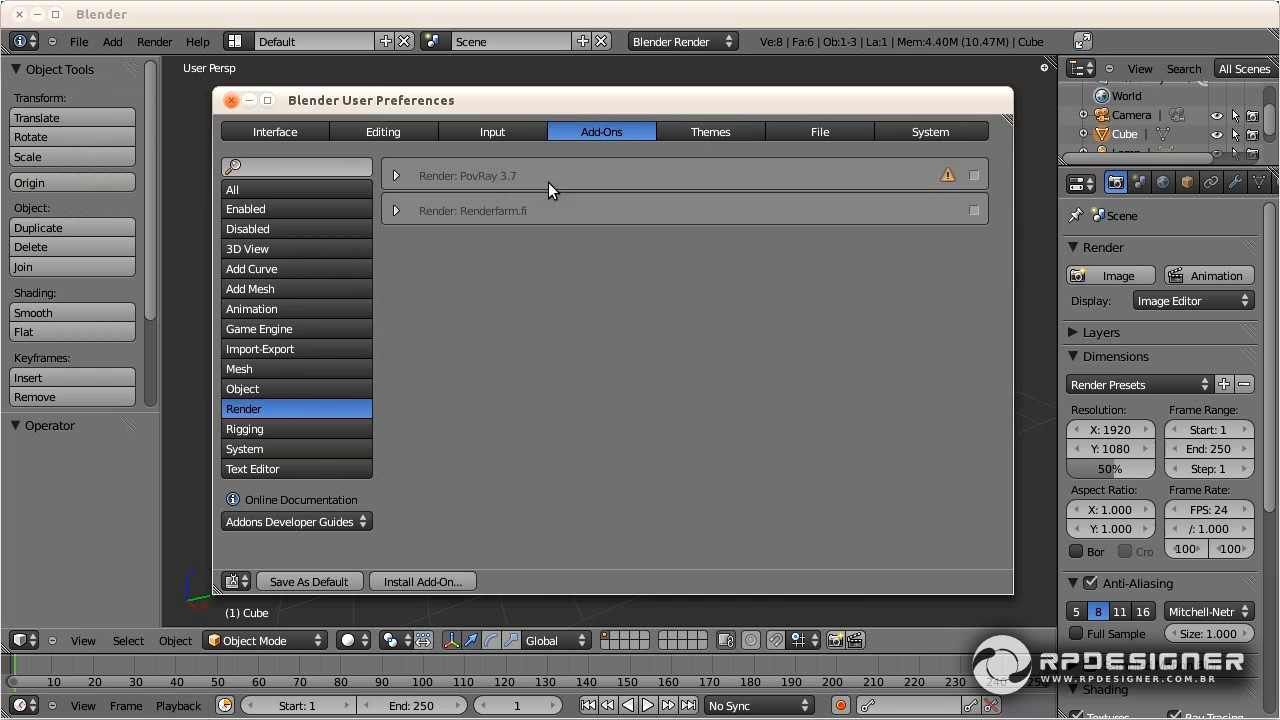 Blender
File Add Render Help Default Scene Blender Render Ve:8 | Fa:6 | Ob:1-3 | La:1 | Mem:4.40M (10.47M) | Cube
Object Tools
Transform:
Translate
Rotate
Scale
Origin
Object:
Duplicate
Delete
Join
Shading:
Smooth
Flat
Keyframes:
Insert
Remove
Operator
User Persp
Blender User Preferences
Interface Editing Input Add-Ons Themes File System
All
Enabled
Disabled
3D View
Add Curve
Add Mesh
Animation
Game Engine
Import-Export
Mesh
Object
Render
Rigging
System
Text Editor
Online Documentation
Addons Developer Guides
Render: PovRay 3.7
Render: Renderfarm.fi
Save As Default Install Add-On...
(1) Cube
View Search All Scenes
World
Camera
Cube
Scene
Render
Image Animation
Display: Image Editor
Layers
Dimensions
Render Presets
Resolution: Frame Range:
X: 1920 Start: 1
Y: 1080 End: 250
50% Step: 1
Aspect Ratio: Frame Rate:
X: 1.000 FPS: 24
Y: 1.000 /: 1.000
Bor Cro 100 100
Anti-Aliasing
5 8 11 16 Mitchell-Netr
Full Sample Size: 1.000
Shading
View Select Object Object Mode Global
10 20 30 40 50 60 70 80 90 100 110 120 130 140 150 160 170 180 190 200 210 220 230 240 250
View Frame Playback Start: 1 End: 250 1 No Sync
RPDESIGNER
WWW.RPDESIGNER.COM.BR